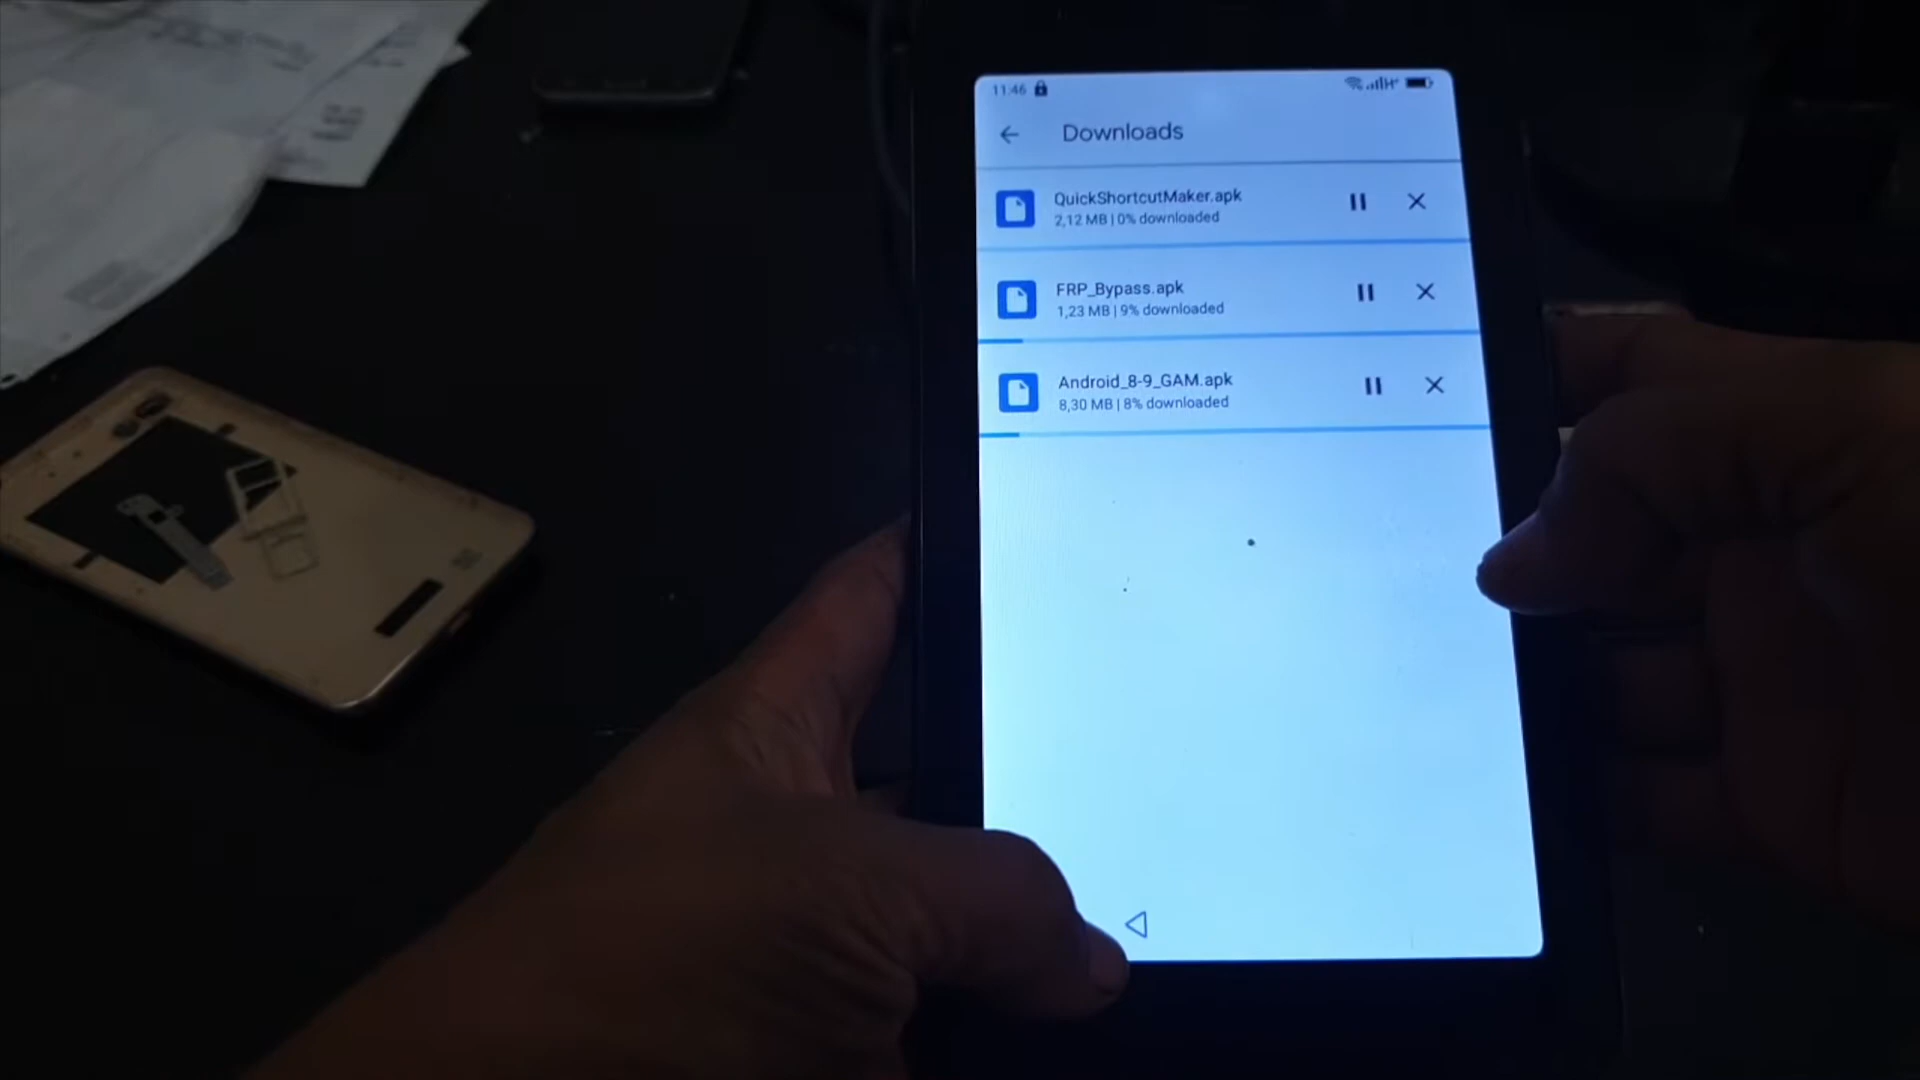 11:46
Downloads
QuickShortcutMaker.apk
2,12 MB | 0% downloaded
FRP_Bypass.apk
1,23 MB | 9% downloaded
Android_8-9_GAM.apk
8,30 MB | 8% downloaded